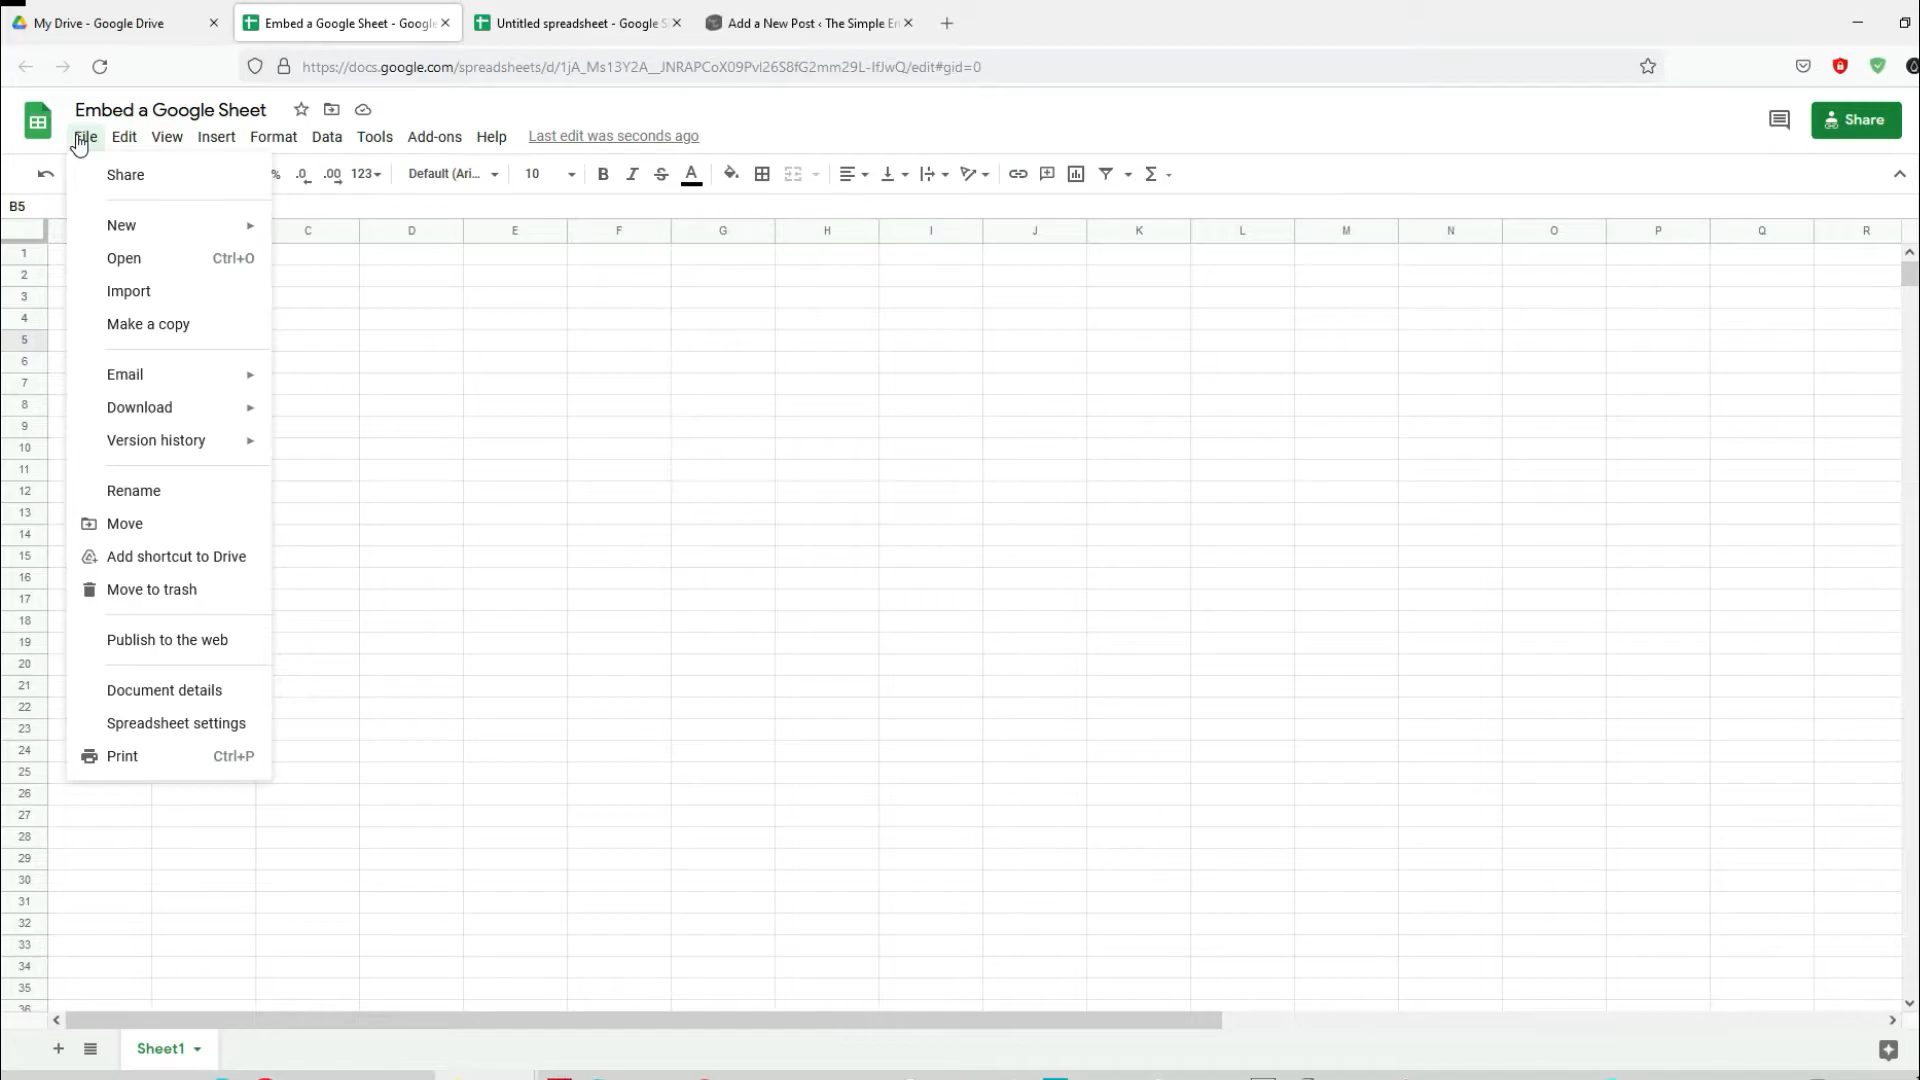 My Drive - Google Drive
Embed a Google Sheet - Google
Untitled spreadsheet - Google S
Add a New Post ‹ The Simple En
https://docs.google.com/spreadsheets/d/1jA_Ms13Y2A__JNRAPCoX09Pvl26S8fG2mm29L-IfJwQ/edit#gid=0
Embed a Google Sheet
File Edit View Insert Format Data Tools Add-ons Help Last edit was seconds ago
Share
% .0 .00 123 Default (Ari... 10 B I S A Σ
B5
C D E F G H I J K L M N O P Q R
Share
New
Open Ctrl+O
Import
Make a copy
Email
Download
Version history
Rename
Move
Add shortcut to Drive
Move to trash
Publish to the web
Document details
Spreadsheet settings
Print Ctrl+P
1
2
3
4
5
6
7
8
9
10
11
12
13
14
15
16
17
18
19
20
21
22
23
24
25
26
27
28
29
30
31
32
33
34
35
36
Sheet1